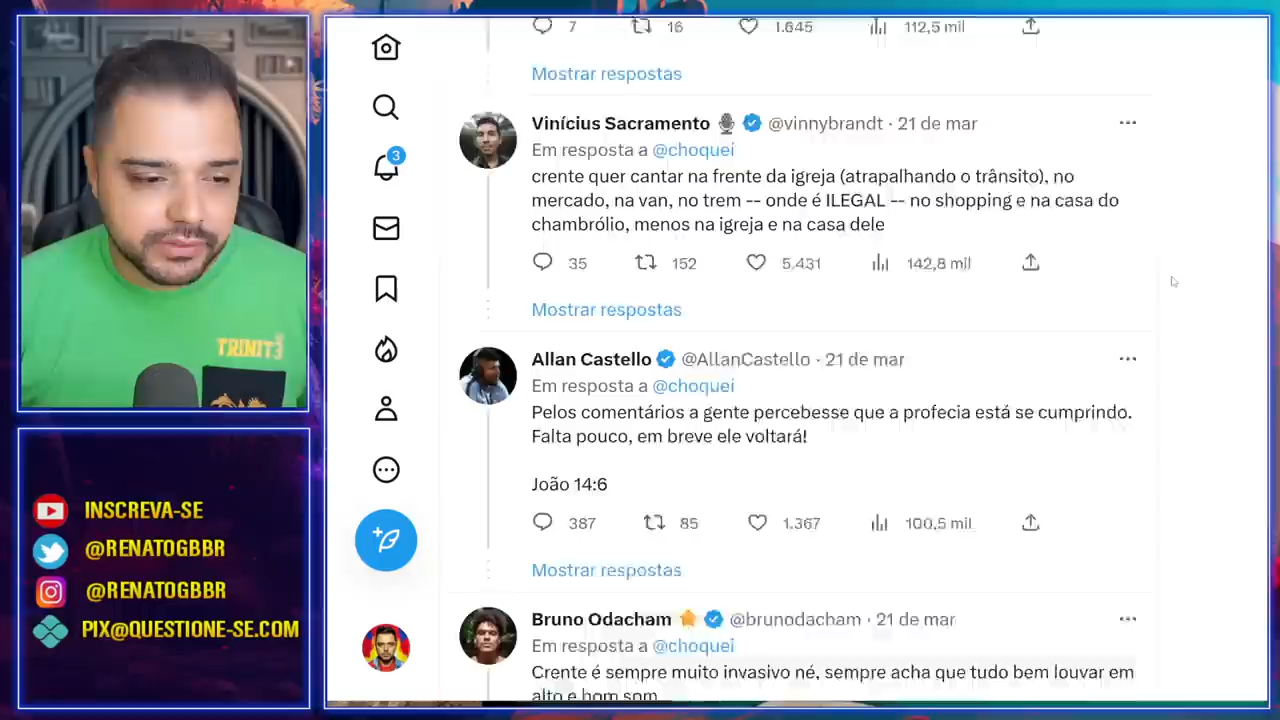 7 16 1.645 112,5 mil
Mostrar respostas
Vinícius Sacramento @vinnybrandt · 21 de mar
Em resposta a @choquei
crente quer cantar na frente da igreja (atrapalhando o trânsito), no
mercado, na van, no trem -- onde é ILEGAL -- no shopping e na casa do
chambrólio, menos na igreja e na casa dele
35 152 5.431 142,8 mil
Mostrar respostas
Allan Castello @AllanCastello · 21 de mar
Em resposta a @choquei
Pelos comentários a gente percebesse que a profecia está se cumprindo.
Falta pouco, em breve ele voltará!
João 14:6
387 85 1.367 100,5 mil
Mostrar respostas
Bruno Odacham @brunodacham · 21 de mar
Em resposta a @choquei
Crente é sempre muito invasivo né, sempre acha que tudo bem louvar em
alto e bom som
3
TRINIT3
INSCREVA-SE
@RENATOGBBR
@RENATOGBBR
PIX@QUESTIONE-SE.COM